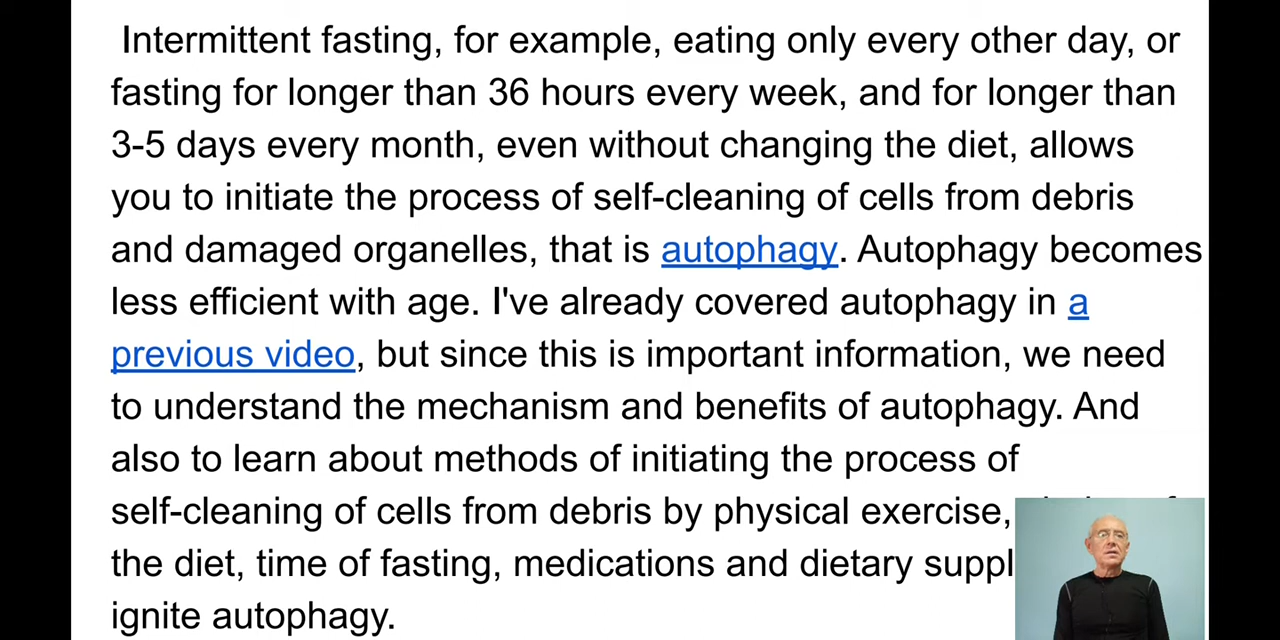 Intermittent fasting, for example, eating only every other day, or
fasting for longer than 36 hours every week, and for longer than
3-5 days every month, even without changing the diet, allows
you to initiate the process of self-cleaning of cells from debris
and damaged organelles, that is autophagy. Autophagy becomes
less efficient with age. I've already covered autophagy in a
previous video, but since this is important information, we need
to understand the mechanism and benefits of autophagy. And
also to learn about methods of initiating the process of
self-cleaning of cells from debris by physical exercise,
the diet, time of fasting, medications and dietary suppl
ignite autophagy.